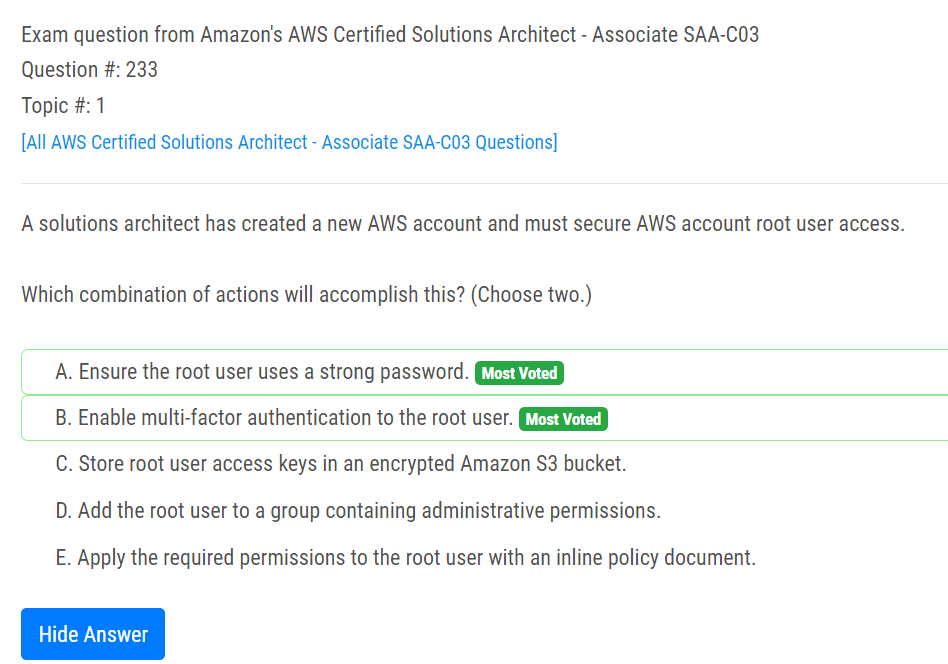 Exam question from Amazon's AWS Certified Solutions Architect - Associate SAA-C03
Question #: 233
Topic #: 1
[All AWS Certified Solutions Architect - Associate SAA-C03 Questions]
A solutions architect has created a new AWS account and must secure AWS account root user access.
Which combination of actions will accomplish this? (Choose two.)
A. Ensure the root user uses a strong password. Most Voted
B. Enable multi-factor authentication to the root user. Most Voted
C. Store root user access keys in an encrypted Amazon S3 bucket.
D. Add the root user to a group containing administrative permissions.
E. Apply the required permissions to the root user with an inline policy document.
Hide Answer